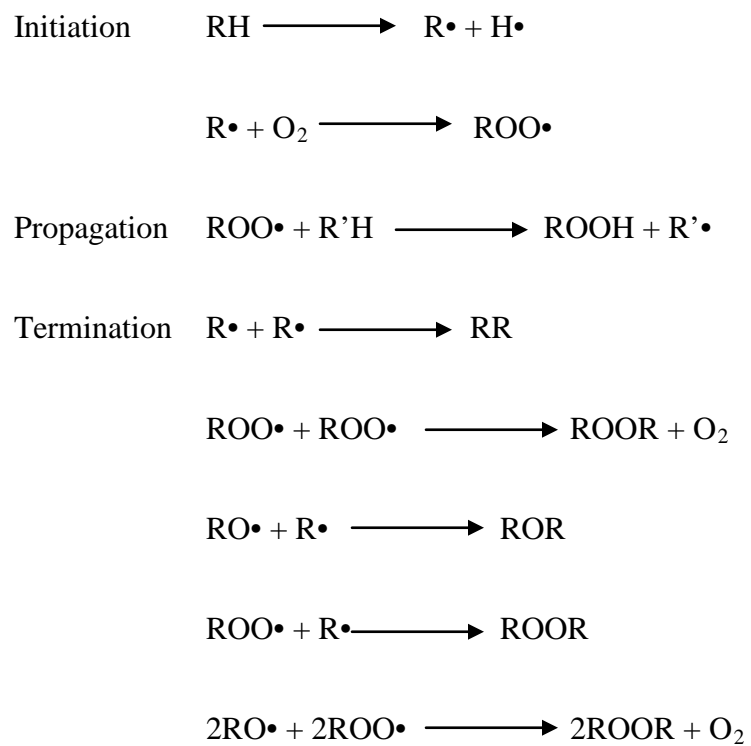 Initiation RH ⟶ R• + H•
R• + O₂ ⟶ ROO•
Propagation ROO• + R’H ⟶ ROOH + R’•
Termination R• + R• ⟶ RR
ROO• + ROO• ⟶ ROOR + O₂
RO• + R• ⟶ ROR
ROO• + R• ⟶ ROOR
2RO• + 2ROO• ⟶ 2ROOR + O₂